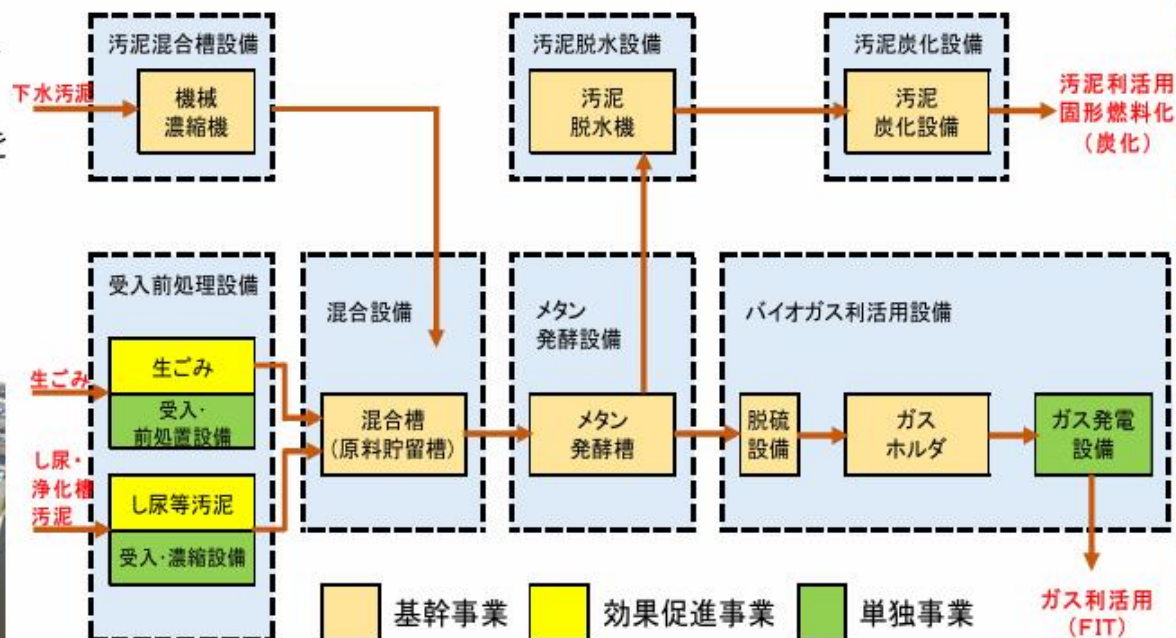 汚泥混合槽設備
下水汚泥
機械
濃縮機
汚泥脱水設備
汚泥
脱水機
汚泥炭化設備
汚泥
炭化設備
汚泥利活用
固形燃料化
(炭化)
と
受入前処理設備
生ごみ
生ごみ
受入・
前処置設備
し尿・
浄化槽
汚泥
し尿等汚泥
受入・濃縮設備
混合設備
混合槽
(原料貯留槽)
メタン
発酵設備
メタン
発酵槽
バイオガス利活用設備
脱硫
設備
ガス
ホルダ
ガス発電
設備
ガス利活用
(FIT)
基幹事業
効果促進事業
単独事業